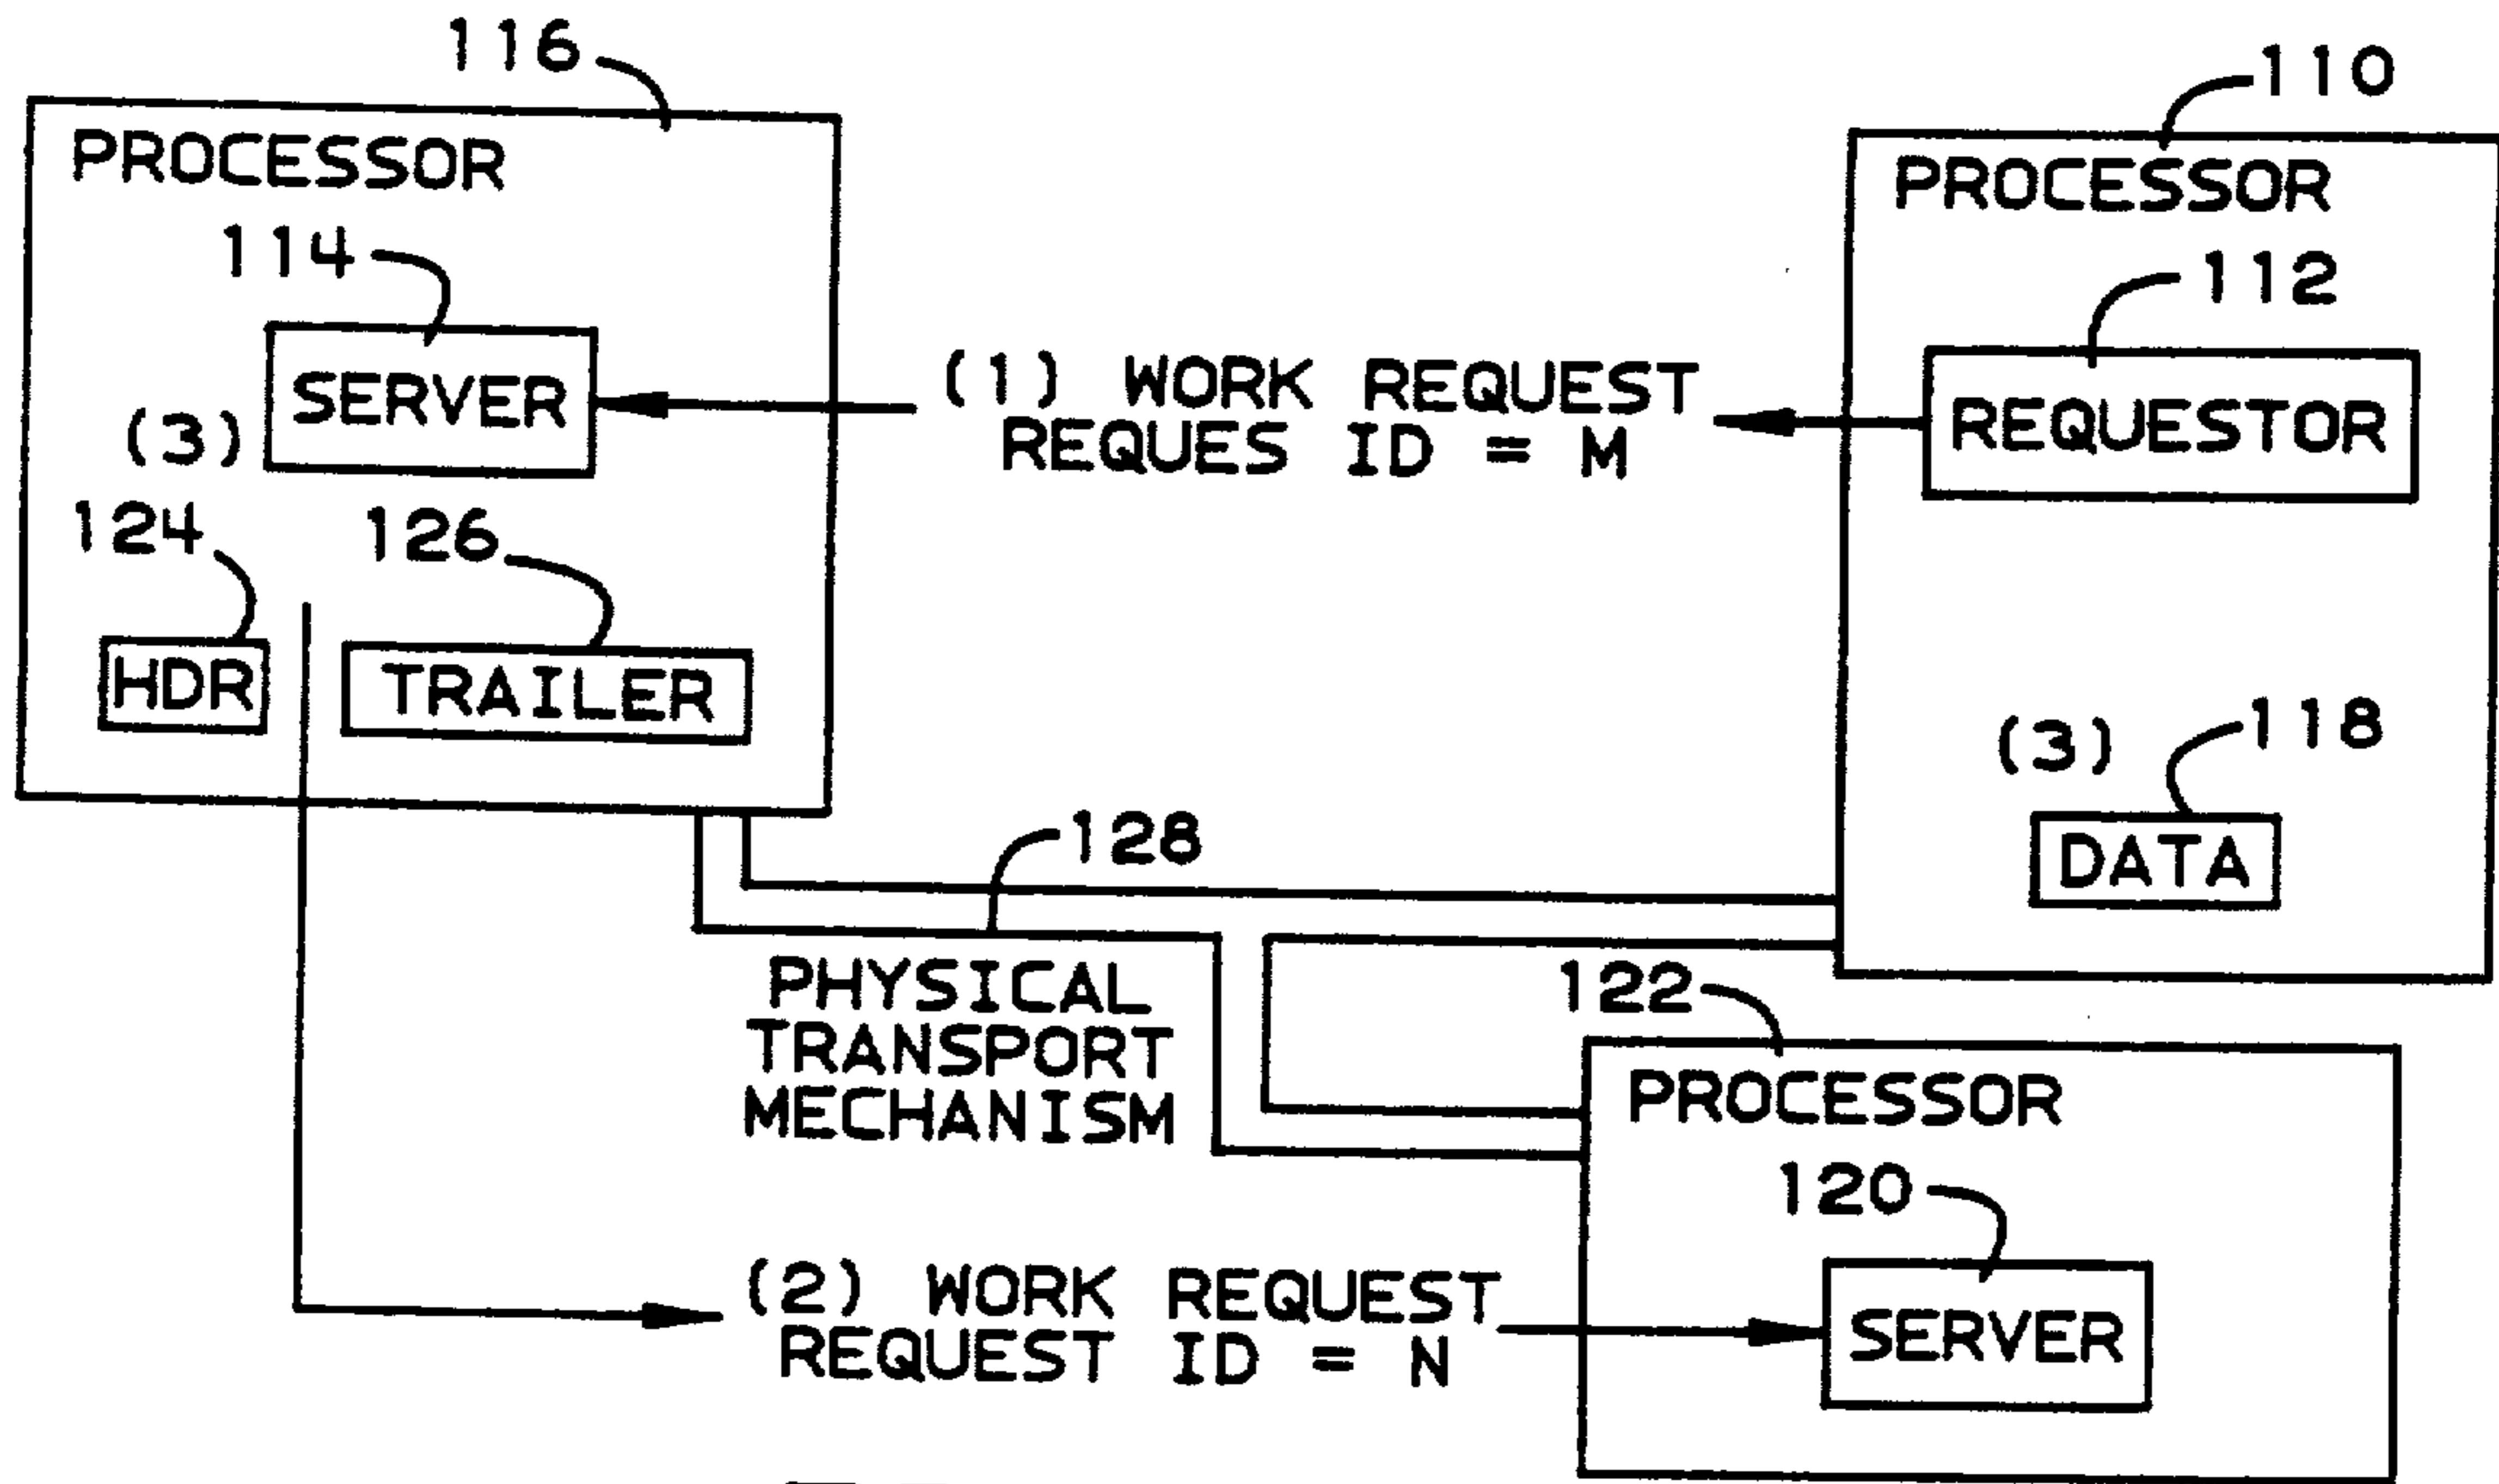 116
110
PROCESSOR
PROCESSOR
114
112
SERVER
(1) WORK REQUEST
REQUES ID = M
REQUESTOR
(3)
124
126
HDR
TRAILER
(3)
118
DATA
128
PHYSICAL
TRANSPORT
MECHANISM
122
PROCESSOR
120
(2) WORK REQUEST
REQUEST ID = N
SERVER